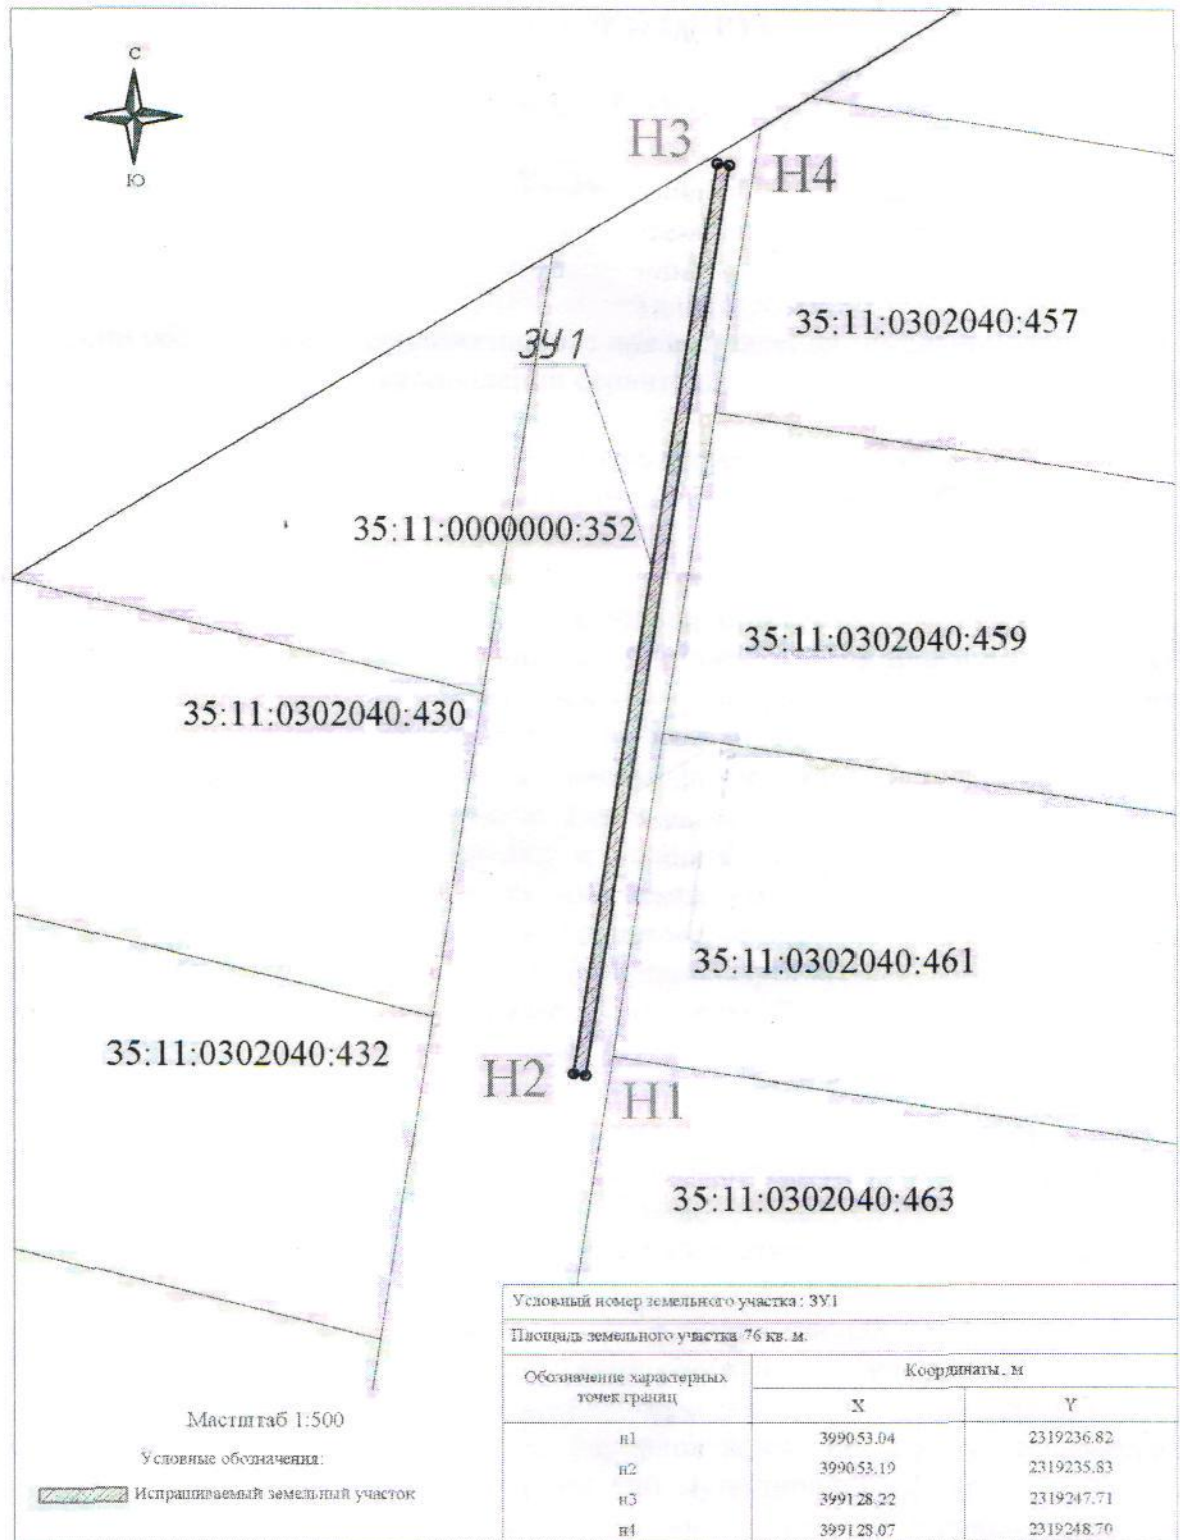 С
Ю
Н3
Н4
35:11:0302040:457
ЗУ1
35:11:0000000:352
35:11:0302040:459
35:11:0302040:430
35:11:0302040:461
35:11:0302040:432
Н2
Н1
35:11:0302040:463
Условный номер земельного участка: ЗУ1
Площадь земельного участка 76 кв. м.
Обозначение характерных точек границ
Координаты, м
X
Y
н1 399053.04 2319236.82
н2 399053.19 2319235.83
н3 399128.22 2319247.71
н4 399128.07 2319248.70
Масштаб 1:500
Условные обозначения:
Испрашиваемый земельный участок